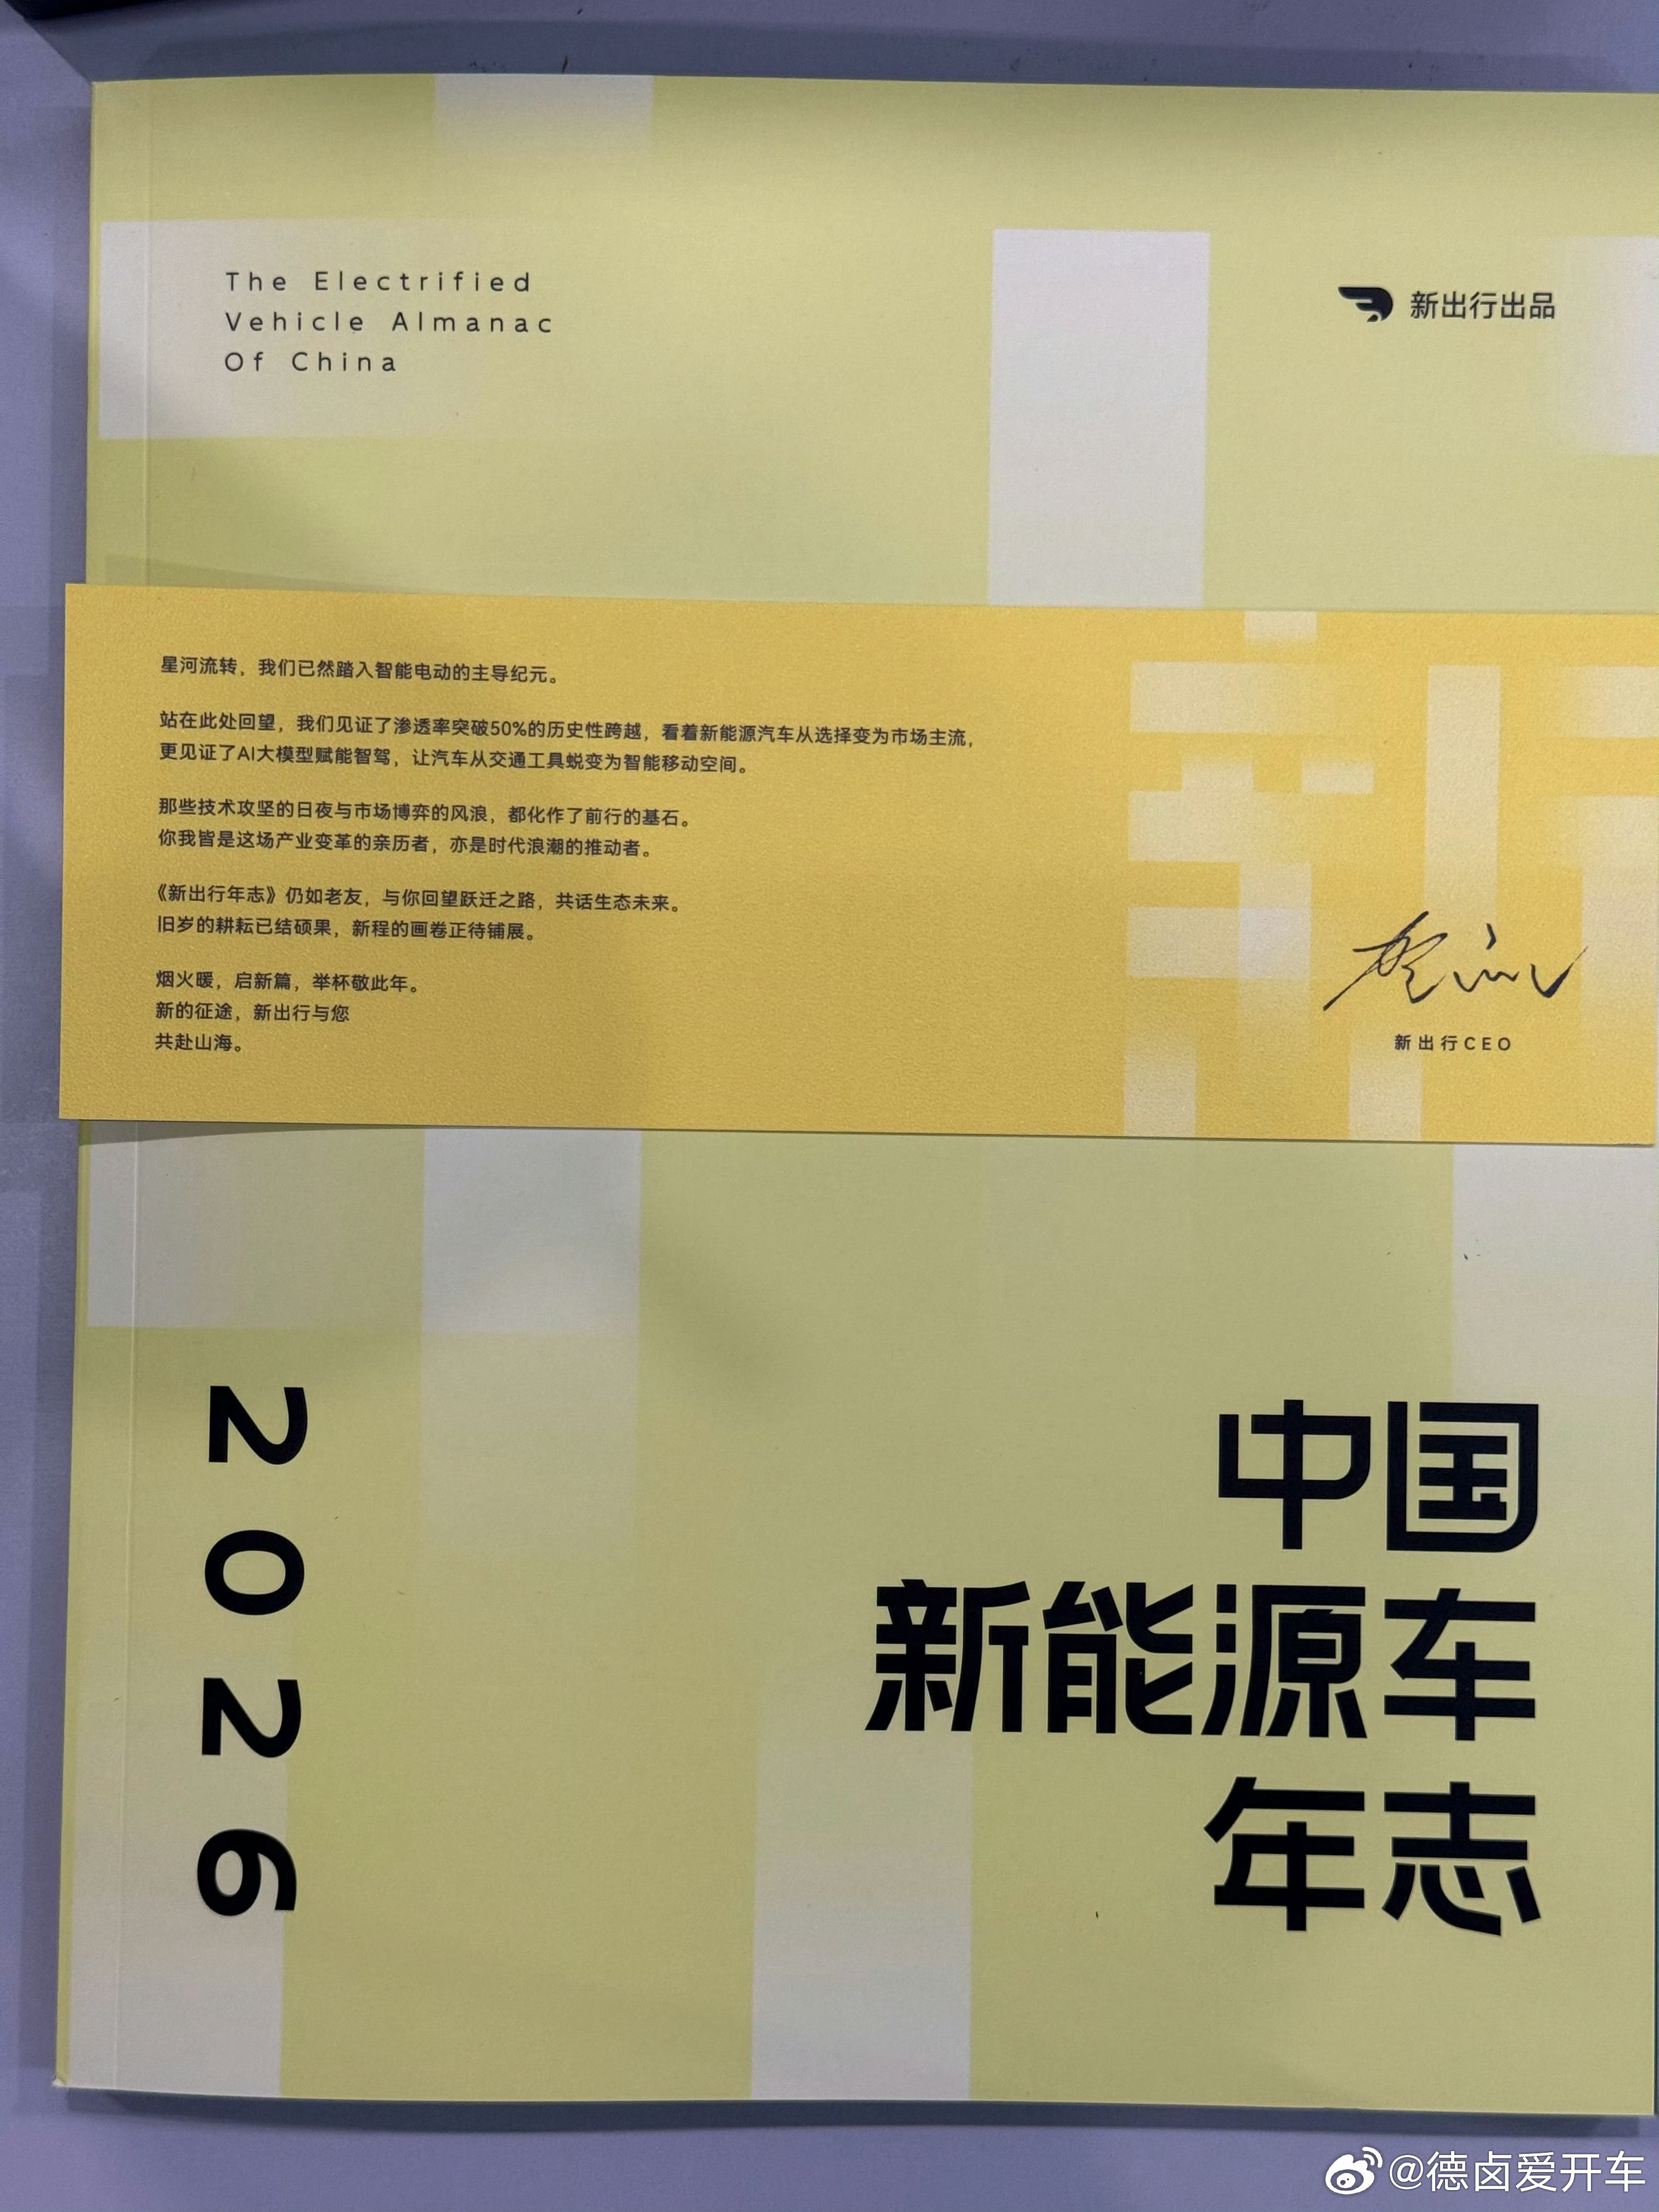 The Electrified
Vehicle Almanac
Of China
新出行出品
星河流转，我们已然踏入智能电动的主导纪元。
站在此处回望，我们见证了渗透率突破50%的历史性跨越，看着新能源汽车从选择变为市场主流，
更见证了AI大模型赋能智驾，让汽车从交通工具蜕变为智能移动空间。
那些技术攻坚的日夜与市场博弈的风浪，都化作了前行的基石。
你我皆是这场产业变革的亲历者，亦是时代浪潮的推动者。
《新出行年志》仍如老友，与你回望跃迁之路，共话生态未来。
旧岁的耕耘已结硕果，新程的画卷正待铺展。
烟火暖，启新篇，举杯敬此年。
新的征途，新出行与您
共赴山海。
新出行CEO
2026
中国
新能源车
年志
@德卤爱开车